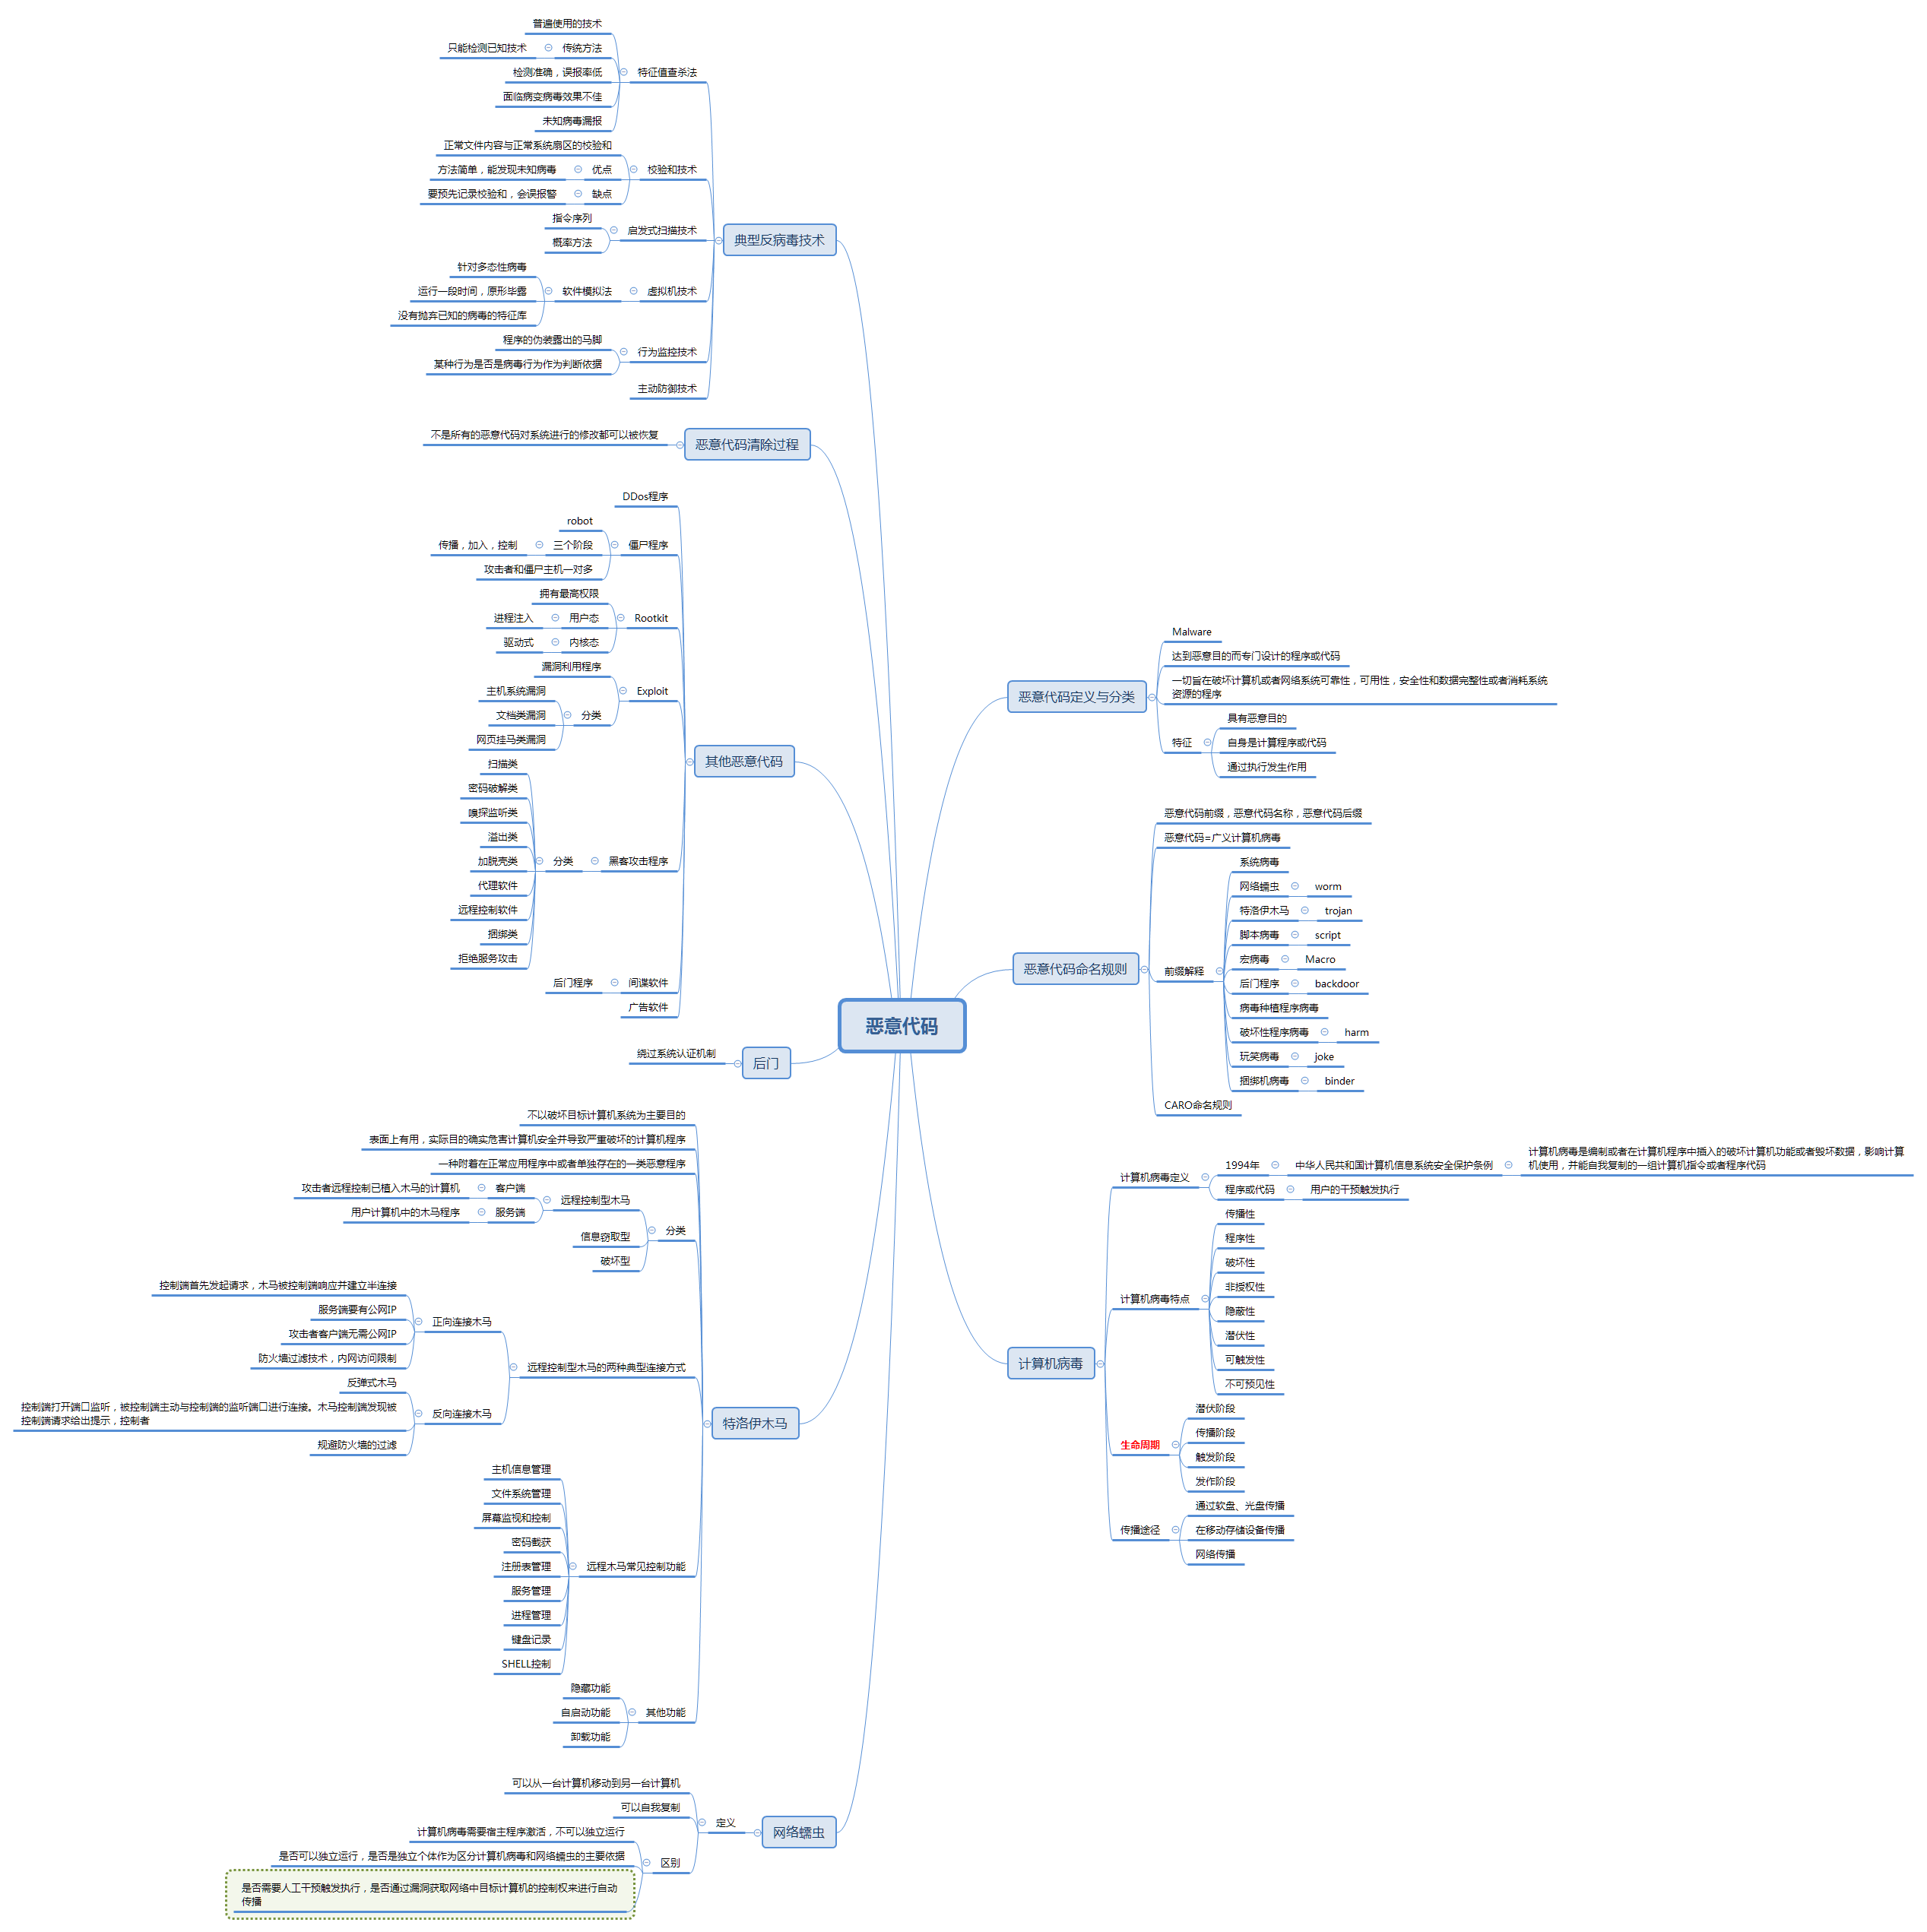 恶意代码
恶意代码定义与分类
Malware
达到恶意目的而专门设计的程序或代码
一切旨在破坏计算机或者网络系统可靠性，可用性，安全性和数据完整性或者消耗系统
资源的程序
特征
具有恶意目的
自身是计算程序或代码
通过执行发生作用
恶意代码命名规则
恶意代码前缀，恶意代码名称，恶意代码后缀
恶意代码=广义计算机病毒
前缀解释
系统病毒
网络蠕虫
worm
特洛伊木马
trojan
脚本病毒
script
宏病毒
Macro
后门程序
backdoor
病毒种植程序病毒
破坏性程序病毒
harm
玩笑病毒
joke
捆绑机病毒
binder
CARO命名规则
计算机病毒
计算机病毒定义
1994年
中华人民共和国计算机信息系统安全保护条例
计算机病毒是编制或者在计算机程序中插入的破坏计算机功能或者毁坏数据，影响计算
机使用，并能自我复制的一组计算机指令或者程序代码
程序或代码
用户的干预触发执行
计算机病毒特点
传播性
程序性
破坏性
非授权性
隐蔽性
潜伏性
可触发性
不可预见性
生命周期
潜伏阶段
传播阶段
触发阶段
发作阶段
传播途径
通过软盘、光盘传播
在移动存储设备传播
网络传播
典型反病毒技术
特征值查杀法
普遍使用的技术
传统方法
只能检测已知技术
检测准确，误报率低
面临病变病毒效果不佳
未知病毒漏报
校验和技术
正常文件内容与正常系统扇区的校验和
优点
方法简单，能发现未知病毒
缺点
要预先记录校验和，会误报警
启发式扫描技术
指令序列
概率方法
虚拟机技术
软件模拟法
针对多态性病毒
运行一段时间，原形毕露
没有抛弃已知的病毒的特征库
行为监控技术
程序的伪装露出的马脚
某种行为是否是病毒行为作为判断依据
主动防御技术
恶意代码清除过程
不是所有的恶意代码对系统进行的修改都可以被恢复
其他恶意代码
DDos程序
僵尸程序
robot
三个阶段
传播，加入，控制
攻击者和僵尸主机一对多
Rootkit
拥有最高权限
用户态
进程注入
内核态
驱动式
Exploit
漏洞利用程序
分类
主机系统漏洞
文档类漏洞
网页挂马类漏洞
黑客攻击程序
分类
扫描类
密码破解类
嗅探监听类
溢出类
加脱壳类
代理软件
远程控制软件
捆绑类
拒绝服务攻击
间谍软件
后门程序
广告软件
后门
绕过系统认证机制
特洛伊木马
不以破坏目标计算机系统为主要目的
表面上有用，实际目的确实危害计算机安全并导致严重破坏的计算机程序
一种附着在正常应用程序中或者单独存在的一类恶意程序
分类
远程控制型木马
客户端
攻击者远程控制已植入木马的计算机
服务端
用户计算机中的木马程序
信息窃取型
破坏型
远程控制型木马的两种典型连接方式
正向连接木马
控制端首先发起请求，木马被控制端响应并建立半连接
服务端要有公网IP
攻击者客户端无需公网IP
防火墙过滤技术，内网访问限制
反向连接木马
反弹式木马
控制端打开端口监听，被控制端主动与控制端的监听端口进行连接。木马控制端发现被
控制端请求给出提示，控制者
规避防火墙的过滤
远程木马常见控制功能
主机信息管理
文件系统管理
屏幕监视和控制
密码截获
注册表管理
服务管理
进程管理
键盘记录
SHELL控制
其他功能
隐藏功能
自启动功能
卸载功能
网络蠕虫
定义
可以从一台计算机移动到另一台计算机
可以自我复制
区别
计算机病毒需要宿主程序激活，不可以独立运行
是否可以独立运行，是否是独立个体作为区分计算机病毒和网络蠕虫的主要依据
是否需要人工干预触发执行，是否通过漏洞获取网络中目标计算机的控制权来进行自动
传播